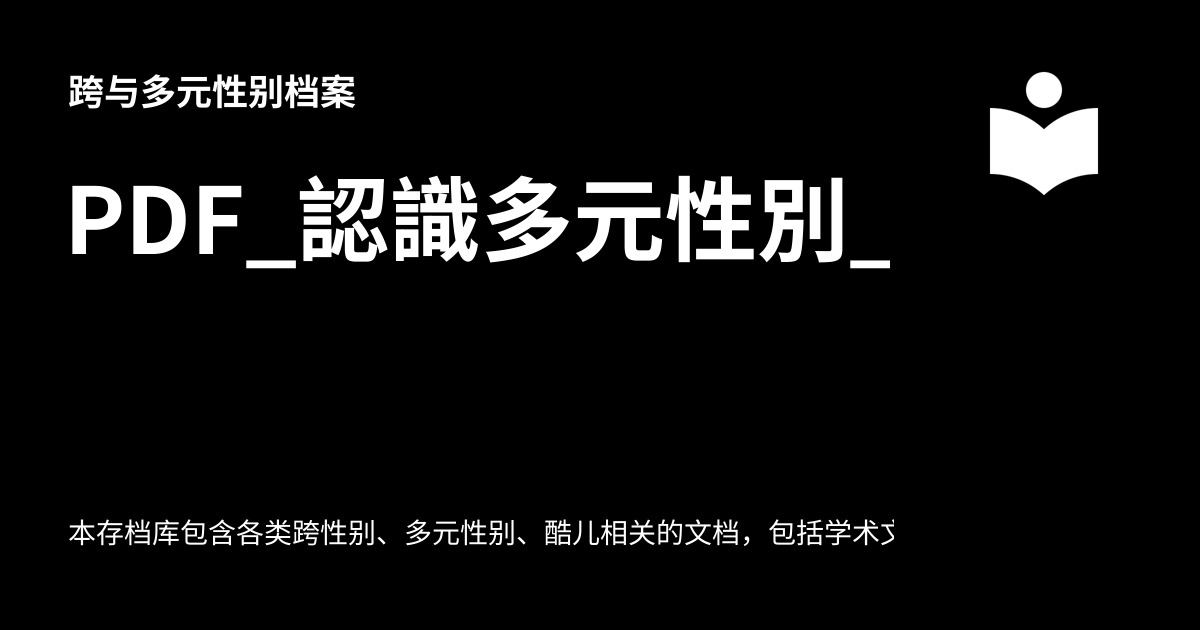 跨与多元性别档案
PDF_認識多元性別_
本存档库包含各类跨性别、多元性别、酷儿相关的文档，包括学术文